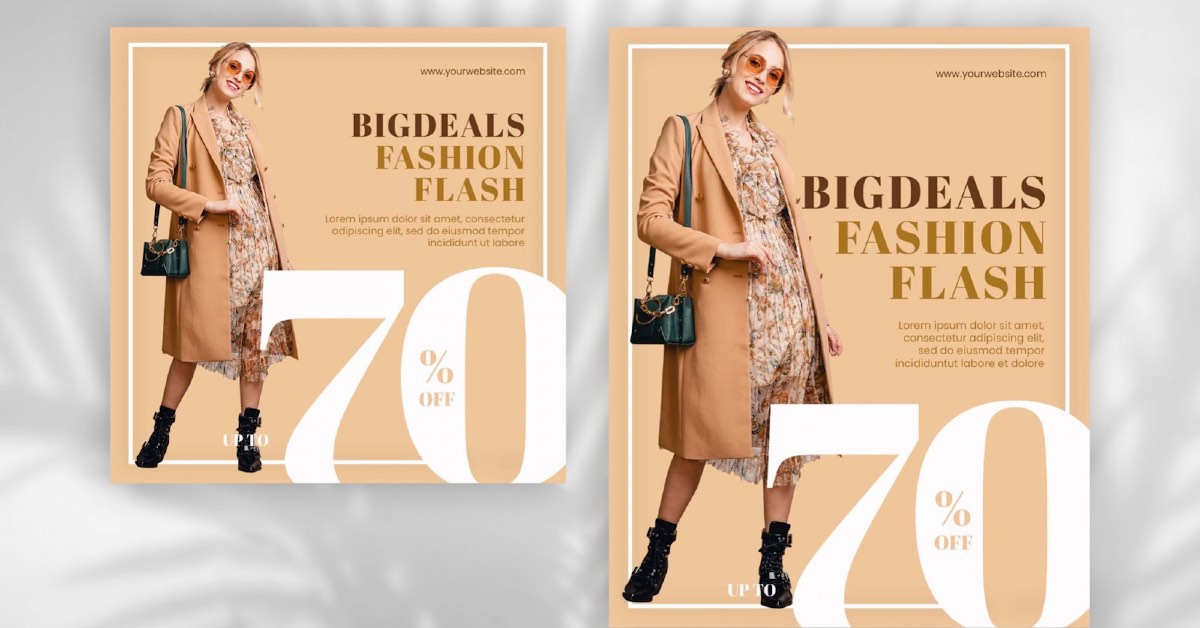 www.yourwebsite.com
BIGDEALS
FASHION
FLASH
Lorem ipsum dolor sit amet, consectetur
adipiscing elit, sed do eiusmod tempor
incididunt ut labore
UP TO
70
%
OFF
www.yourwebsite.com
BIGDEALS
FASHION
FLASH
Lorem ipsum dolor sit amet,
consectetur adipiscing elit,
sed do eiusmod tempor
incididuntut labore et dolore
UP TO
70
%
OFF